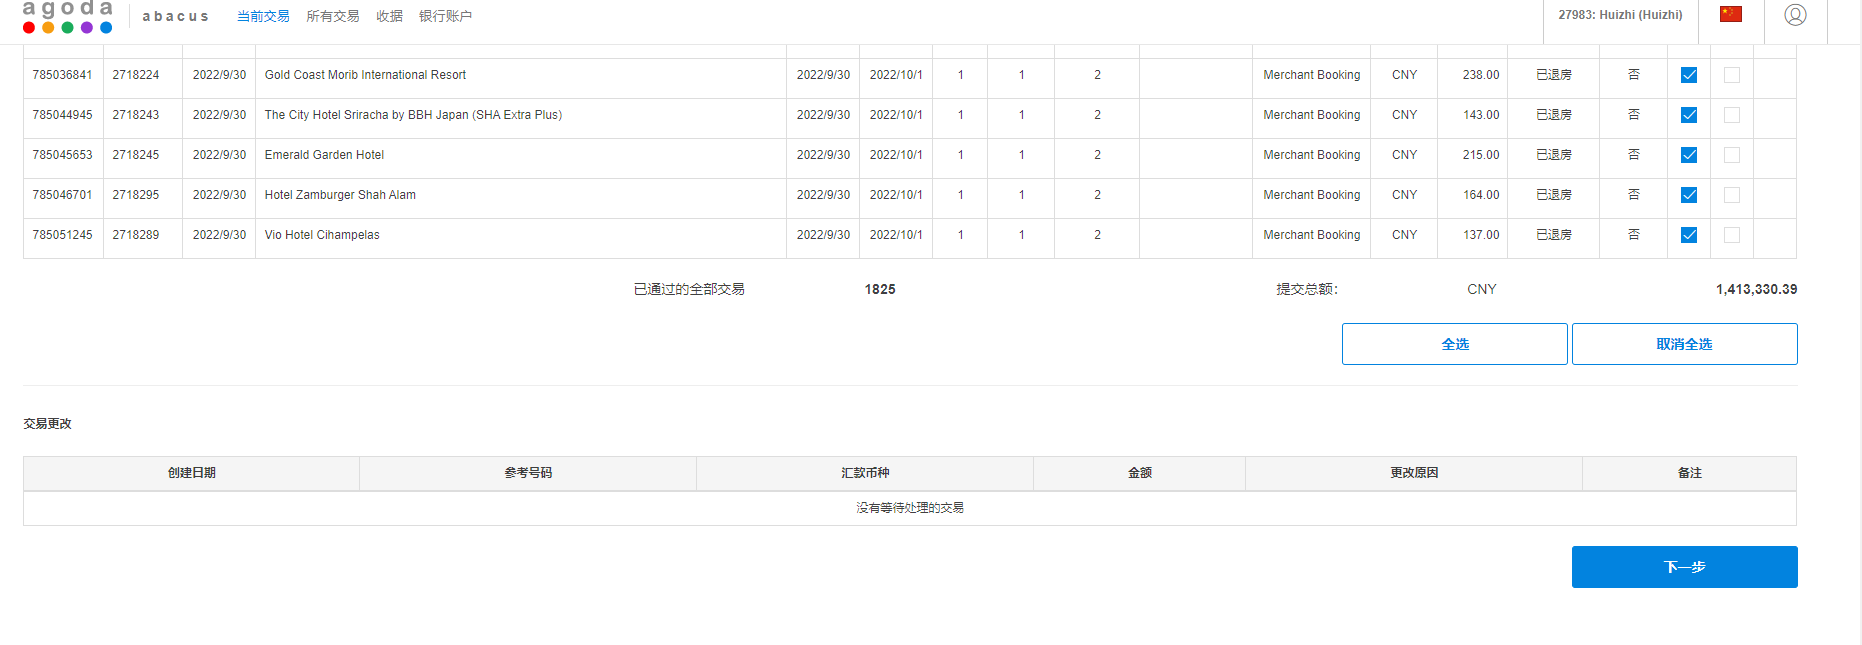 agoda abacus 当前交易 所有交易 收据 银行账户 27983: Huizhi (Huizhi)
785036841 2718224 2022/9/30 Gold Coast Morib International Resort 2022/9/30 2022/10/1 1 1 2 Merchant Booking CNY 238.00 已退房 否
785044945 2718243 2022/9/30 The City Hotel Sriracha by BBH Japan (SHA Extra Plus) 2022/9/30 2022/10/1 1 1 2 Merchant Booking CNY 143.00 已退房 否
785045653 2718245 2022/9/30 Emerald Garden Hotel 2022/9/30 2022/10/1 1 1 2 Merchant Booking CNY 215.00 已退房 否
785046701 2718295 2022/9/30 Hotel Zamburger Shah Alam 2022/9/30 2022/10/1 1 1 2 Merchant Booking CNY 164.00 已退房 否
785051245 2718289 2022/9/30 Vio Hotel Cihampelas 2022/9/30 2022/10/1 1 1 2 Merchant Booking CNY 137.00 已退房 否
已通过的全部交易 1825 提交总额: CNY 1,413,330.39
全选 取消全选
交易更改
创建日期 参考号码 汇款币种 金额 更改原因 备注
没有等待处理的交易
下一步